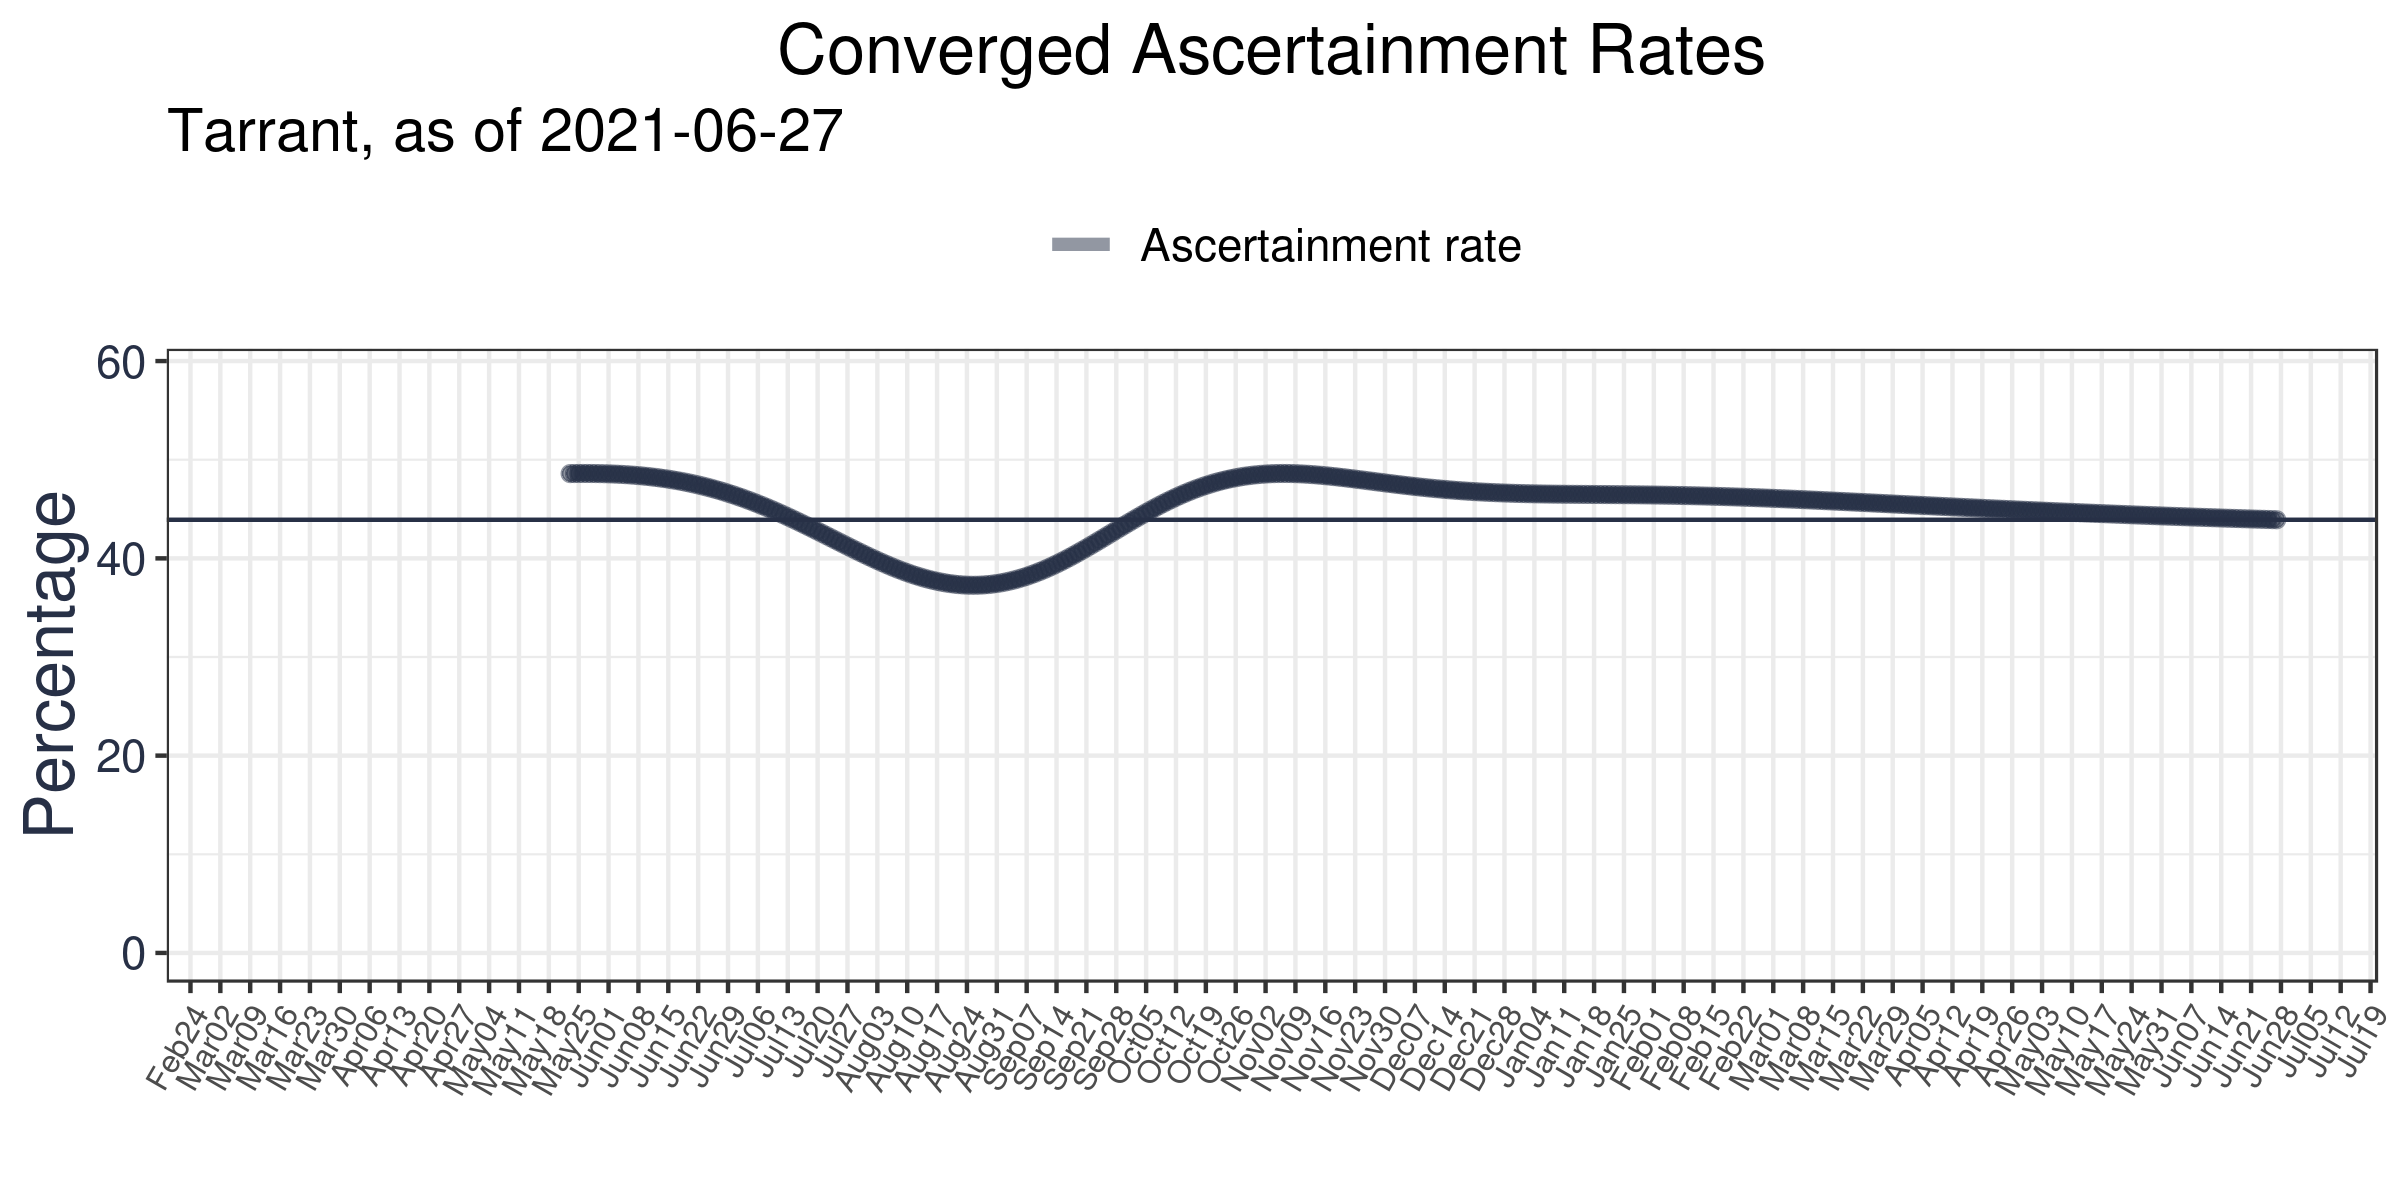 Converged Ascertainment Rates
Tarrant, as of 2021-06-27
Ascertainment rate
Percentage
60
40
20
0
Feb24
Mar02
Mar09
Mar16
Mar23
Mar30
Apr06
Apr13
Apr20
Apr27
May04
May11
May18
May25
Jun01
Jun08
Jun15
Jun22
Jun29
Jul06
Jul13
Jul20
Jul27
Aug03
Aug10
Aug17
Aug24
Aug31
Sep07
Sep14
Sep21
Sep28
Oct05
Oct12
Oct19
Oct26
Nov02
Nov09
Nov16
Nov23
Nov30
Dec07
Dec14
Dec21
Dec28
Jan04
Jan11
Jan18
Jan25
Feb01
Feb08
Feb15
Feb22
Mar01
Mar08
Mar15
Mar22
Mar29
Apr05
Apr12
Apr19
Apr26
May03
May10
May17
May24
May31
Jun07
Jun14
Jun21
Jun28
Jul05
Jul12
Jul19